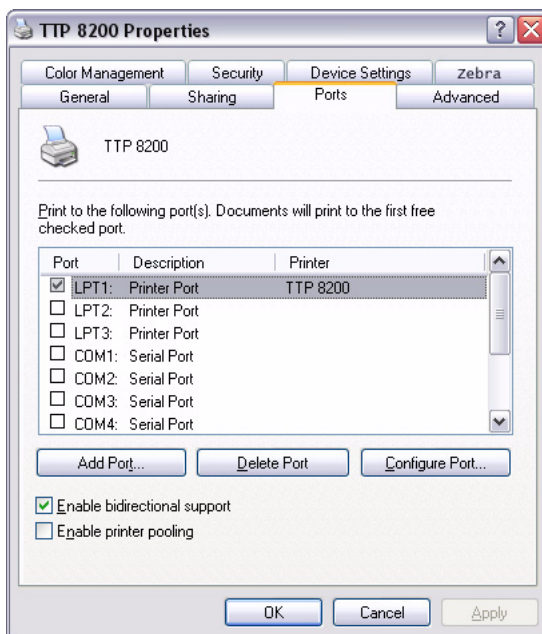 TTP 8200 Properties
Color Management Security Device Settings Zebra
General Sharing Ports Advanced
TTP 8200
Print to the following port(s). Documents will print to the first free
checked port.
Port Description Printer
LPT1: Printer Port TTP 8200
LPT2: Printer Port
LPT3: Printer Port
COM1: Serial Port
COM2: Serial Port
COM3: Serial Port
COM4: Serial Port
Add Port... Delete Port Configure Port...
Enable bidirectional support
Enable printer pooling
OK Cancel Apply